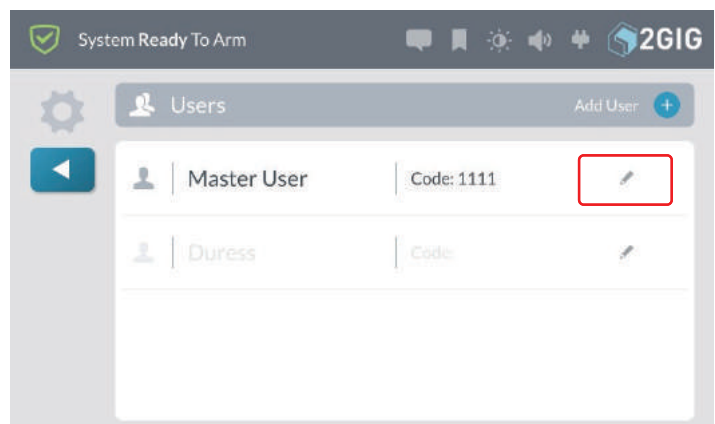 System Ready To Arm
2GIG
Users
Add User
Master User
Code: 1111
Duress
Code: